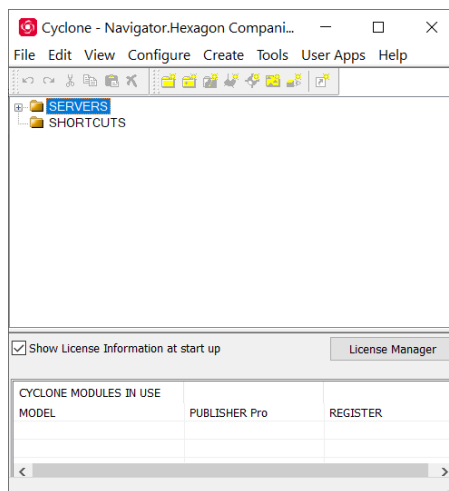 Cyclone - Navigator.Hexagon Compani...
File Edit View Configure Create Tools User Apps Help
SERVERS
SHORTCUTS
Show License Information at start up
License Manager
CYCLONE MODULES IN USE
MODEL PUBLISHER Pro REGISTER